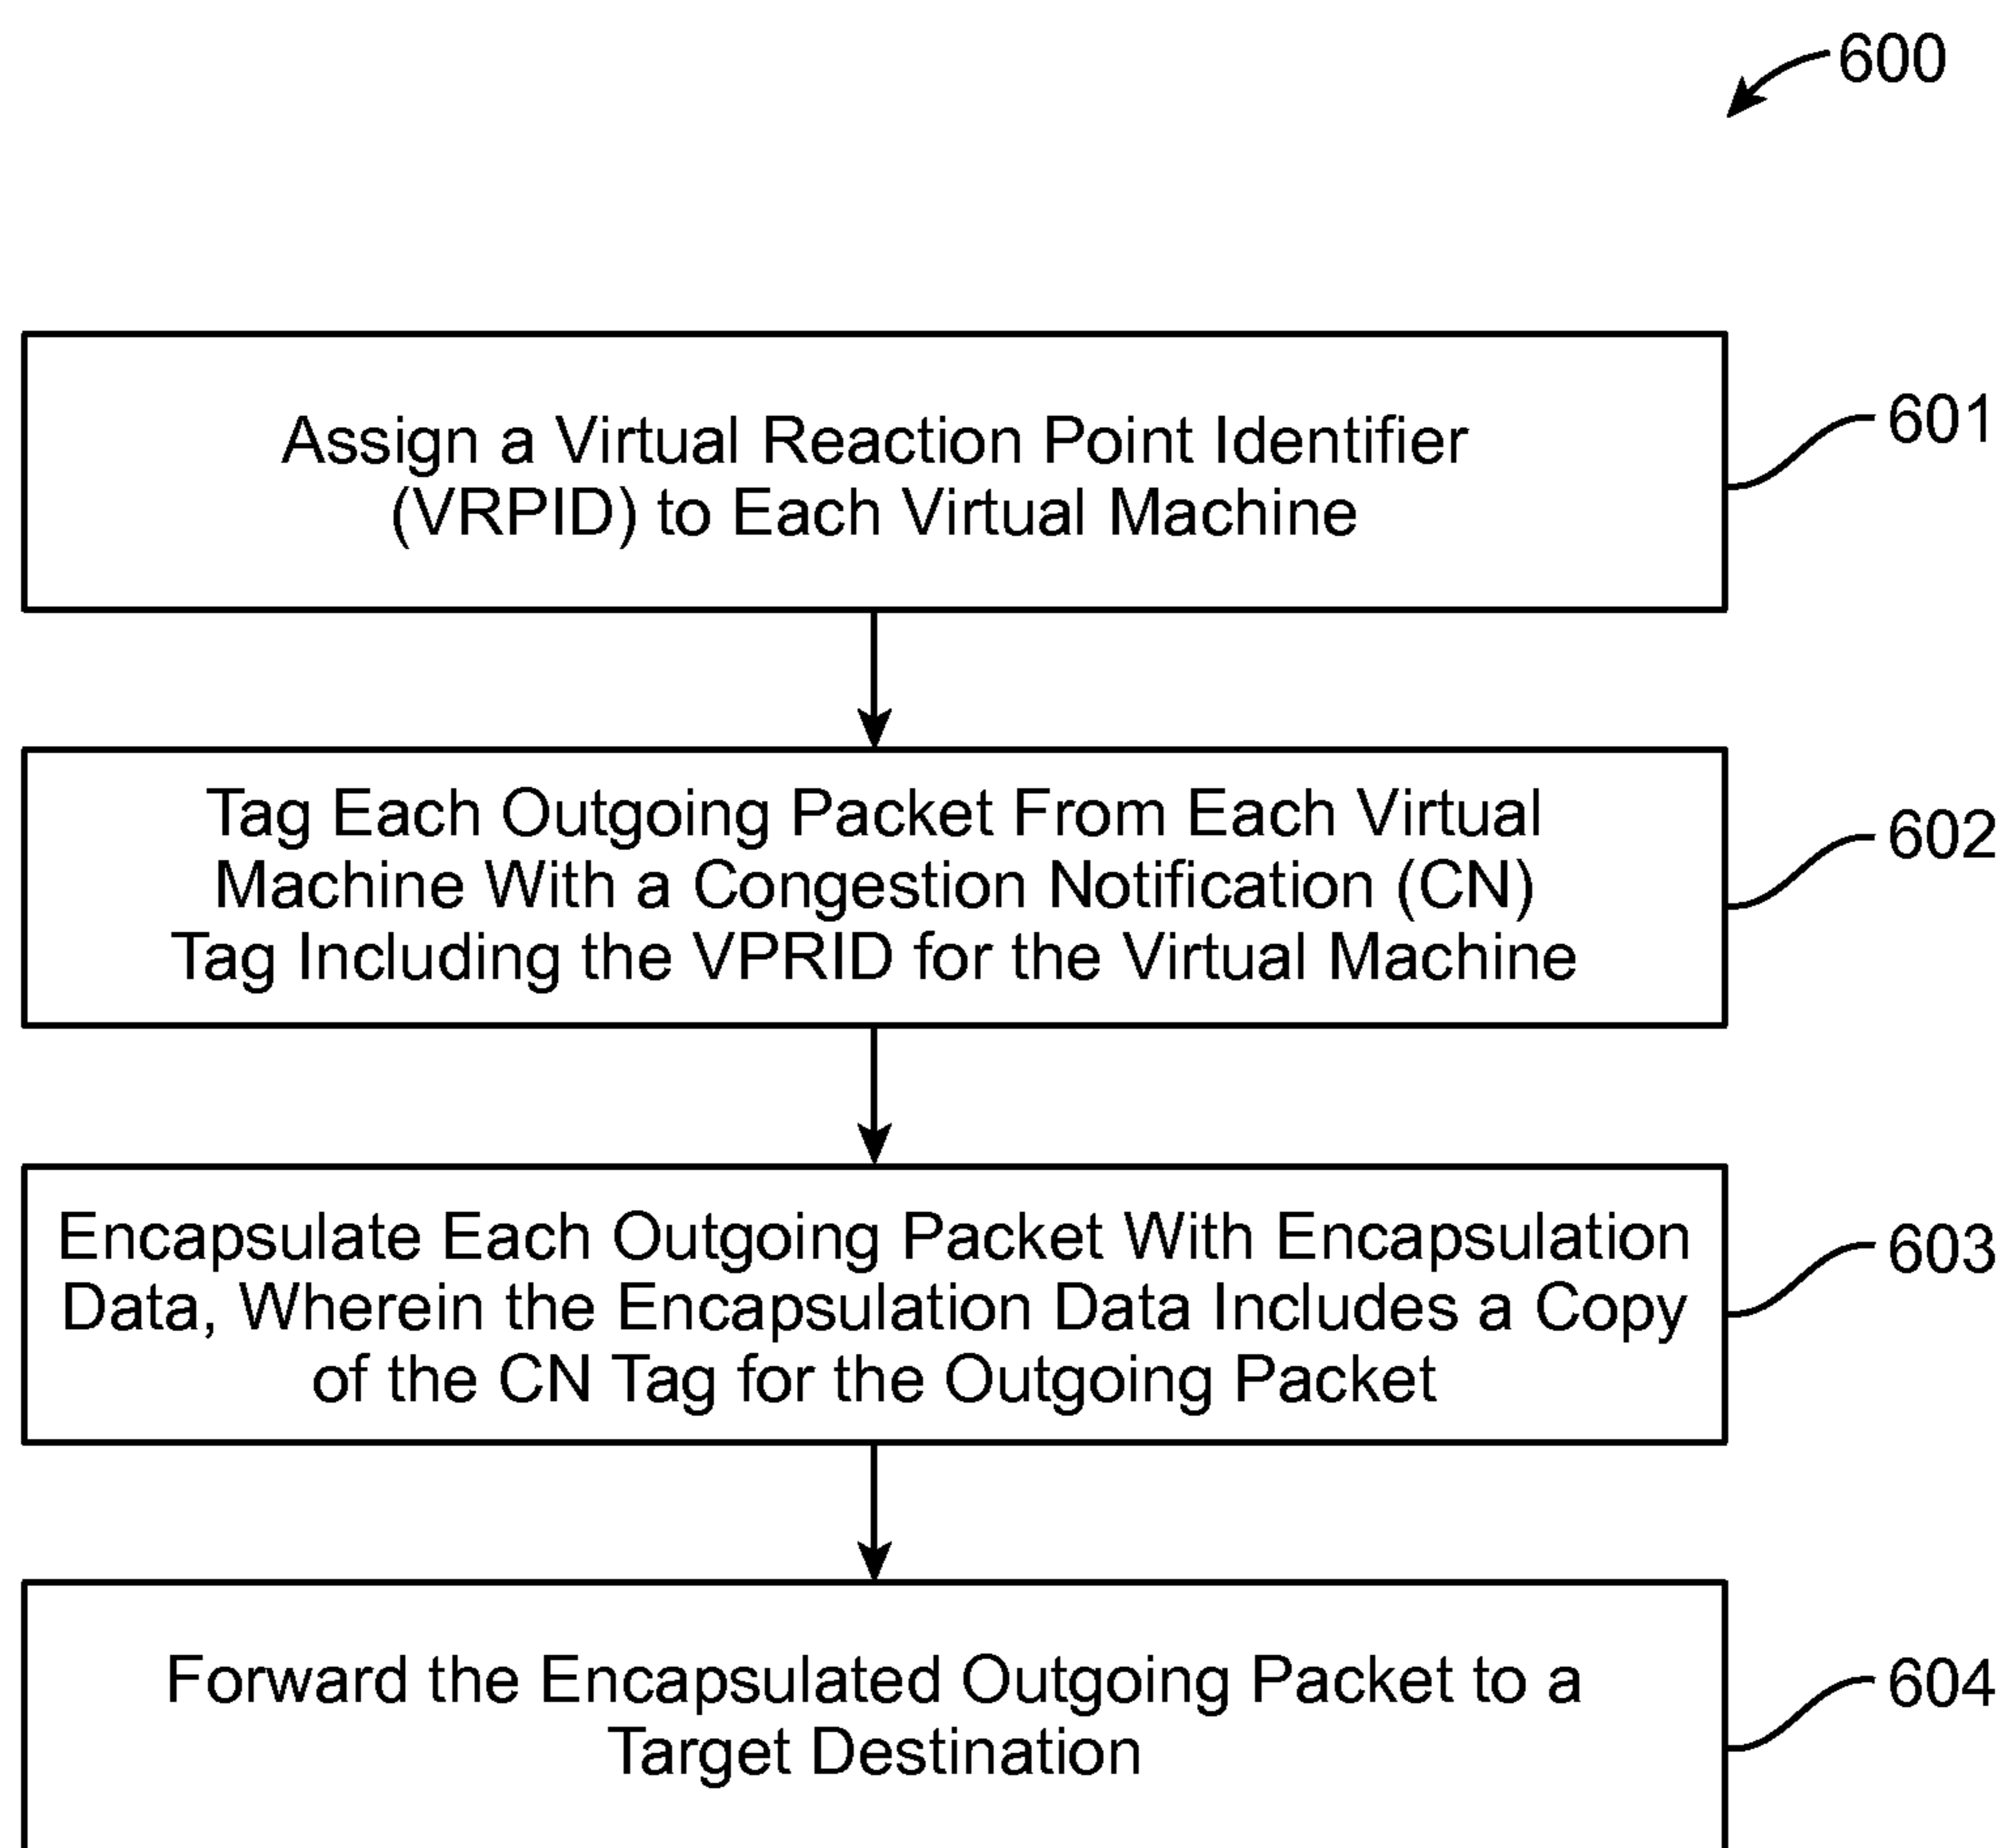 600
Assign a Virtual Reaction Point Identifier
(VRPID) to Each Virtual Machine
601
Tag Each Outgoing Packet From Each Virtual
Machine With a Congestion Notification (CN)
Tag Including the VPRID for the Virtual Machine
602
Encapsulate Each Outgoing Packet With Encapsulation
Data, Wherein the Encapsulation Data Includes a Copy
of the CN Tag for the Outgoing Packet
603
Forward the Encapsulated Outgoing Packet to a
Target Destination
604